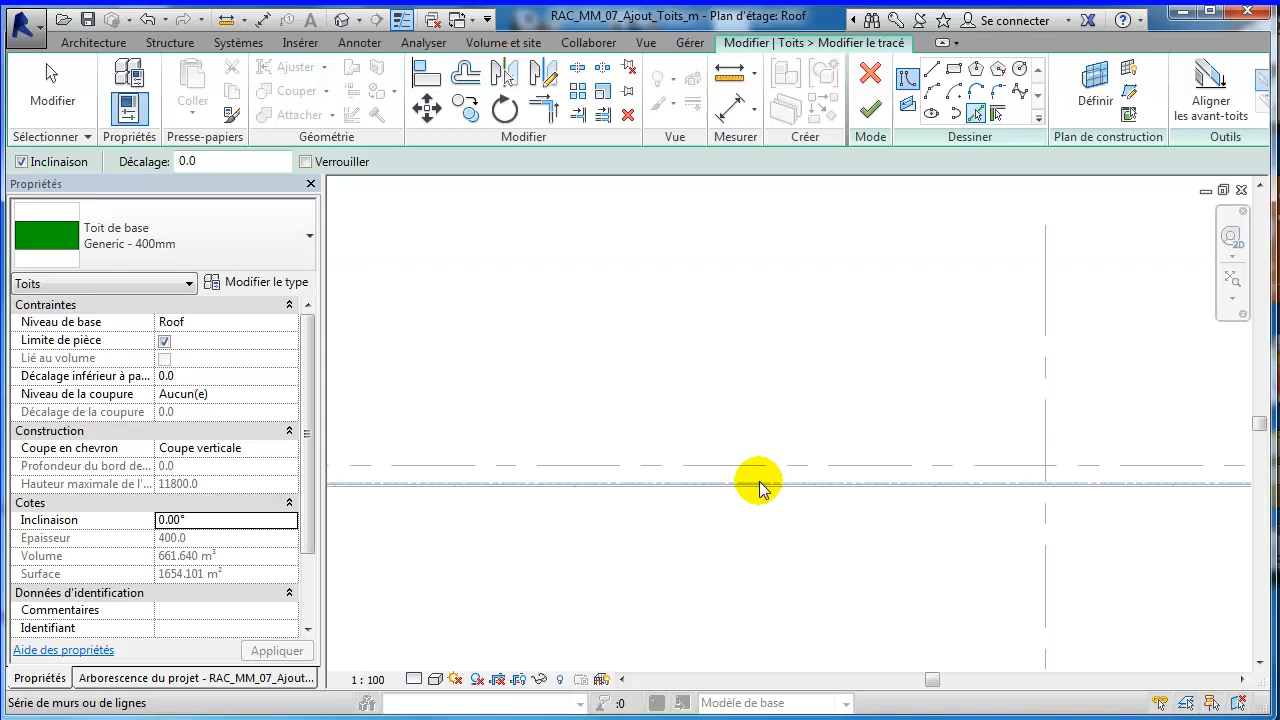 RAC_MM_07_Ajout_Toits_m - Plan d'étage: Roof
Se connecter
Architecture Structure Systèmes Insérer Annoter Analyser Volume et site Collaborer Vue Gérer Modifier | Toits > Modifier le tracé
Modifier
Coller
Ajuster
Couper
Attacher
Définir
Aligner
les avant-toits
Sélectionner Propriétés Presse-papiers Géométrie Modifier Vue Mesurer Créer Mode Dessiner Plan de construction Outils
Inclinaison Décalage: 0.0 Verrouiller
Propriétés
Toit de base
Generic - 400mm
Toits Modifier le type
Contraintes
Niveau de base Roof
Limite de pièce
Lié au volume
Décalage inférieur à pa... 0.0
Niveau de la coupure Aucun(e)
Décalage de la coupure 0.0
Construction
Coupe en chevron Coupe verticale
Profondeur du bord de... 0.0
Hauteur maximale de l'... 11800.0
Cotes
Inclinaison 0.00°
Epaisseur 400.0
Volume 661.640 m³
Surface 1654.101 m²
Données d'identification
Commentaires
Identifiant
Aide des propriétés Appliquer
Propriétés Arborescence du projet - RAC_MM_07_Ajout...
1 : 100
Série de murs ou de lignes :0 Modèle de base
2D